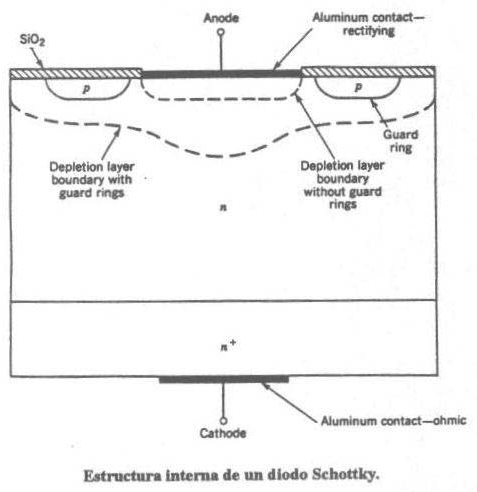 Anode
Aluminum contact—
rectifying
SiO₂
p
p
Guard
ring
Depletion layer
boundary with
guard rings
Depletion layer
boundary
without guard
rings
n
n⁺
Aluminum contact—ohmic
Cathode
Estructura interna de un diodo Schottky.